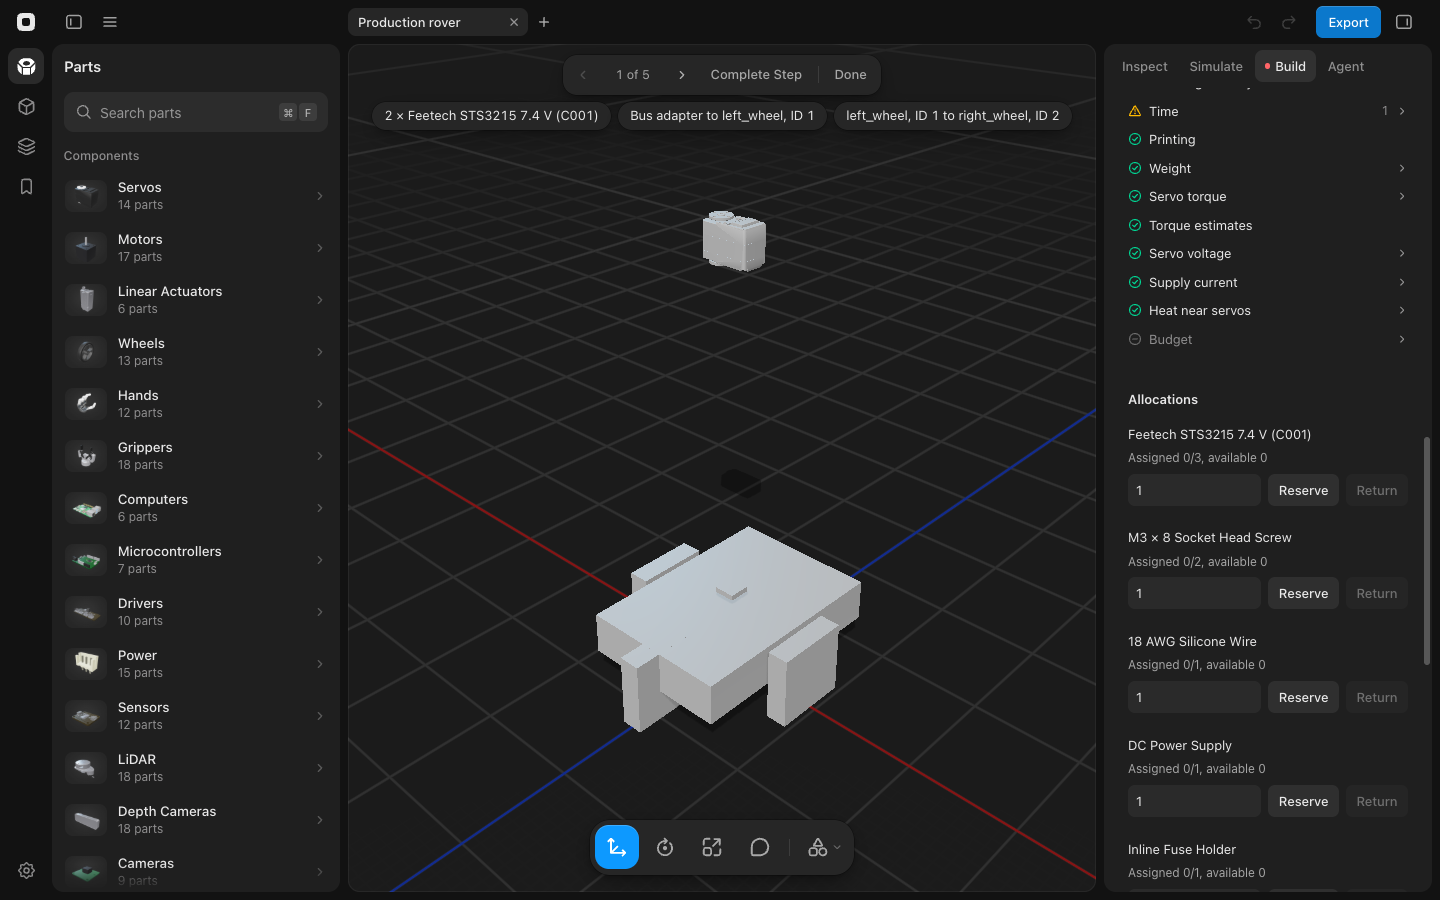 Production rover
Export
Parts
Search parts
⌘ F
Components
Servos
14 parts
Motors
17 parts
Linear Actuators
6 parts
Wheels
13 parts
Hands
12 parts
Grippers
18 parts
Computers
6 parts
Microcontrollers
7 parts
Drivers
10 parts
Power
15 parts
Sensors
12 parts
LiDAR
18 parts
Depth Cameras
18 parts
Cameras
9 parts
1 of 5
Complete Step
Done
2 × Feetech STS3215 7.4 V (C001)
Bus adapter to left_wheel, ID 1
left_wheel, ID 1 to right_wheel, ID 2
Inspect
Simulate
Build
Agent
Time 1
Printing
Weight
Servo torque
Torque estimates
Servo voltage
Supply current
Heat near servos
Budget
Allocations
Feetech STS3215 7.4 V (C001)
Assigned 0/3, available 0
1 Reserve Return
M3 × 8 Socket Head Screw
Assigned 0/2, available 0
1 Reserve Return
18 AWG Silicone Wire
Assigned 0/1, available 0
1 Reserve Return
DC Power Supply
Assigned 0/1, available 0
1 Reserve Return
Inline Fuse Holder
Assigned 0/1, available 0